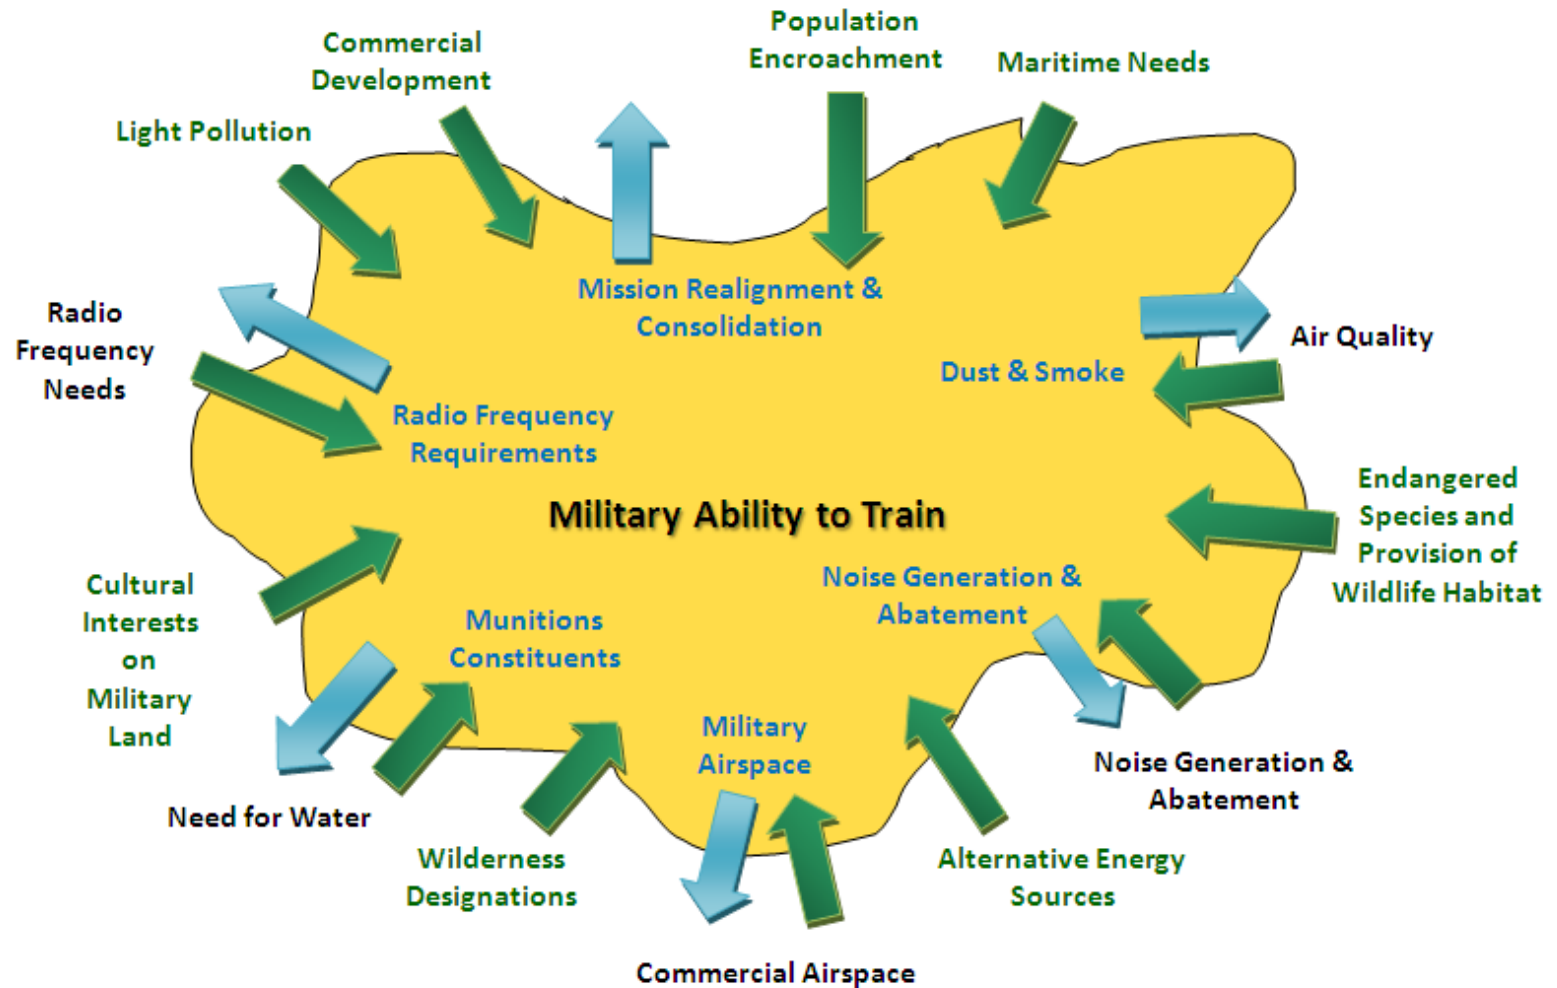 Population
Encroachment
Commercial
Development
Maritime Needs
Light Pollution
Mission Realignment &
Consolidation
Radio
Frequency
Needs
Air Quality
Dust & Smoke
Radio Frequency
Requirements
Endangered
Species and
Provision of
Wildlife Habitat
Military Ability to Train
Noise Generation &
Abatement
Cultural
Interests
on
Military
Land
Munitions
Constituents
Military
Airspace
Noise Generation &
Abatement
Need for Water
Wilderness
Designations
Alternative Energy
Sources
Commercial Airspace